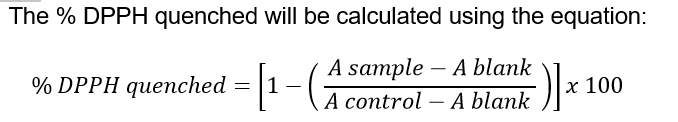 The % DPPH quenched will be calculated using the equation:
% DPPH quenched = [1 − (A sample − A blank / A control − A blank)] x 100